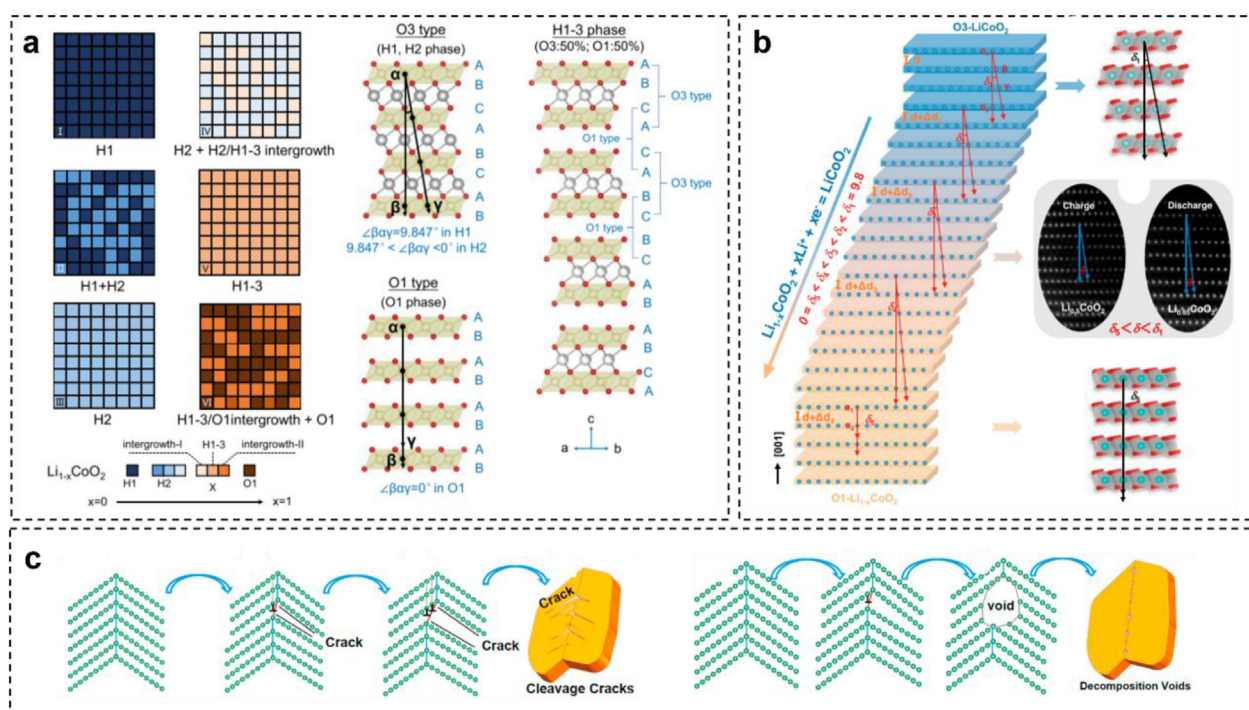 a
I
H1
IV
H2 + H2/H1-3 intergrowth
II
H1+H2
V
H1-3
III
H2
VI
H1-3/O1intergrowth + O1
intergrowth-I
H1-3
intergrowth-II
Li1-xCoO2
H1
H2
X
O1
x=0
x=1
O3 type
(H1, H2 phase)
α
β
γ
A
B
C
A
B
C
A
B
∠βαγ=9.847° in H1
9.847° < ∠βαγ <0° in H2
O1 type
(O1 phase)
α
β
γ
A
B
A
B
A
B
A
B
∠βαγ=0° in O1
H1-3 phase
(O3:50%; O1:50%)
A
B
C
A
C
A
B
C
B
C
A
B
C
A
O3 type
O1 type
O3 type
O1 type
c
a
b
b
O3-LiCoO2
d
d+Δd
d+Δd
d+Δd
d+Δd
Li1-xCoO2 + xLi+ + xe- = LiCoO2
0 = δ5 < δ4 < δ3 < δ2 < δ1 = 9.8
[001]
O1-Li1-xCoO2
δ1
Charge
Discharge
δ5<δ<δ1
δ5
c
Crack
Crack
Crack
Cleavage Cracks
void
Decomposition Voids